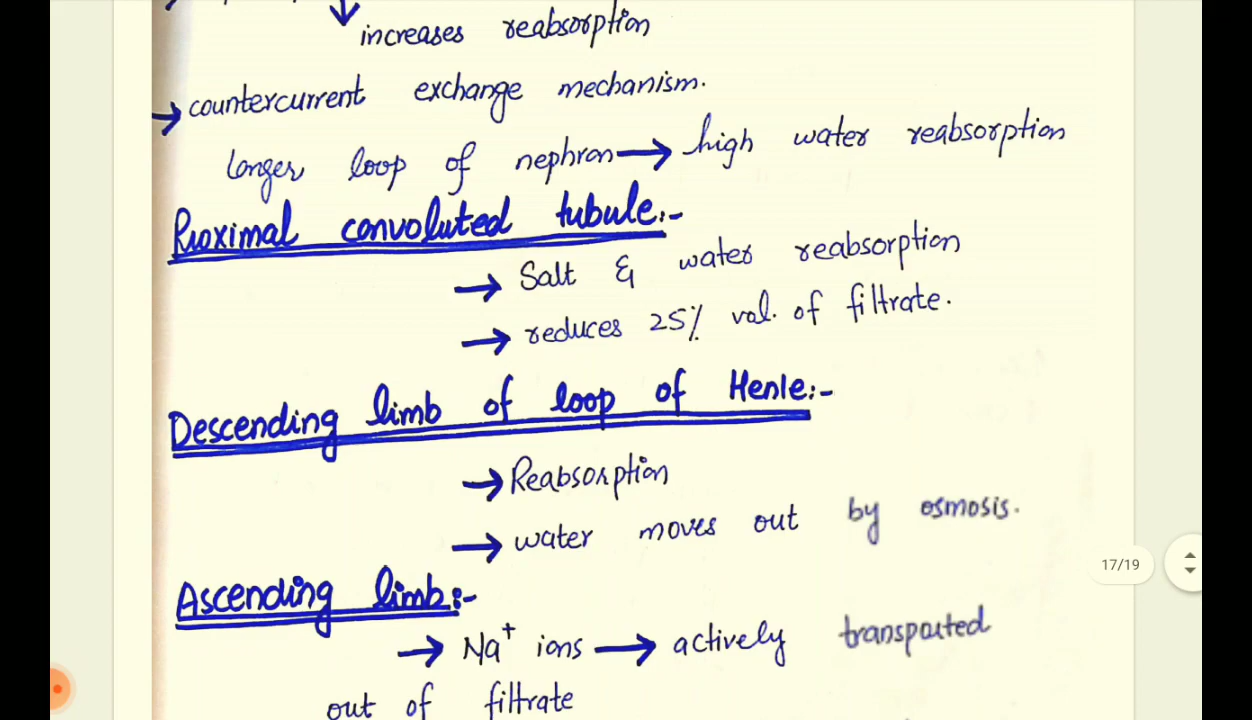 increases reabsorption
→ countercurrent exchange mechanism.
longer loop of nephron → high water reabsorption
Proximal convoluted tubule:-
→ Salt & water reabsorption
→ reduces 25% vol. of filtrate.
Descending limb of loop of Henle:-
→ Reabsorption
→ water moves out by osmosis.
17/19
Ascending limb:-
→ Na⁺ ions → actively transported
out of filtrate